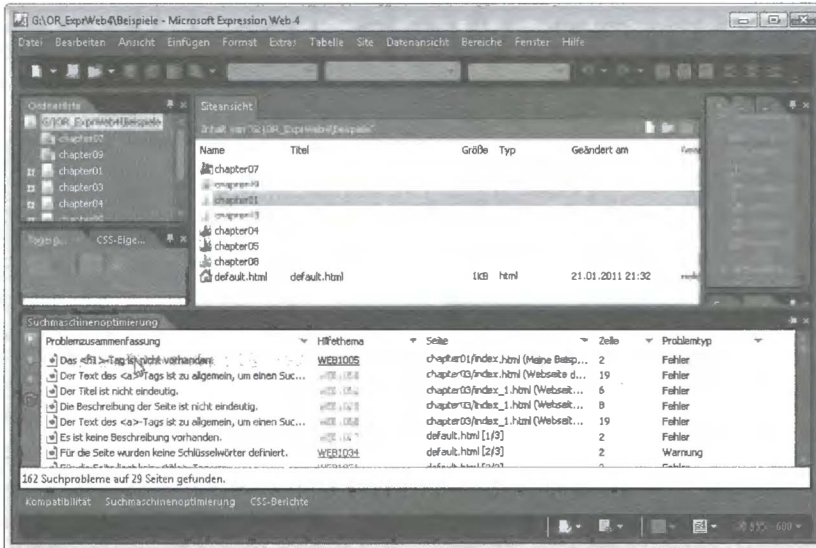 G:\OR_ExprWeb4\Beispiele - Microsoft Expression Web 4
Datei Bearbeiten Ansicht Einfügen Format Extras Tabelle Site Datenansicht Bereiche Fenster Hilfe
Ordnerliste
G:\OR_ExprWeb4\Beispiele
chapter07
chapter09
chapter01
chapter03
chapter04
CSS-Eige...
Siteansicht
Inhalt von "G:\OR_ExprWeb4\Beispiele"
Name Titel Größe Typ Geändert am
chapter07
chapter01
chapter04
chapter05
chapter08
default.html default.html 1KB html 21.01.2011 21:32
Suchmaschinenoptimierung
Problemzusammenfassung Hilfethema Seite Zeile Problemtyp
Das <h1>-Tag ist nicht vorhanden. WEB1005 chapter01/index.html (Meine Beisp... 2 Fehler
Der Text des <a>-Tags ist zu allgemein, um einen Suc... chapter03/index.html (Webseite d... 19 Fehler
Der Titel ist nicht eindeutig. chapter03/index_1.html (Webseit... 6 Fehler
Die Beschreibung der Seite ist nicht eindeutig. chapter03/index_1.html (Webseit... 8 Fehler
Der Text des <a>-Tags ist zu allgemein, um einen Suc... chapter03/index_1.html (Webseit... 19 Fehler
Es ist keine Beschreibung vorhanden. default.html [1/3] 2 Fehler
Für die Seite wurden keine Schlüsselwörter definiert. WEB1034 default.html [2/3] 2 Warnung
162 Suchprobleme auf 29 Seiten gefunden.
Kompatibilität Suchmaschinenoptimierung CSS-Berichte